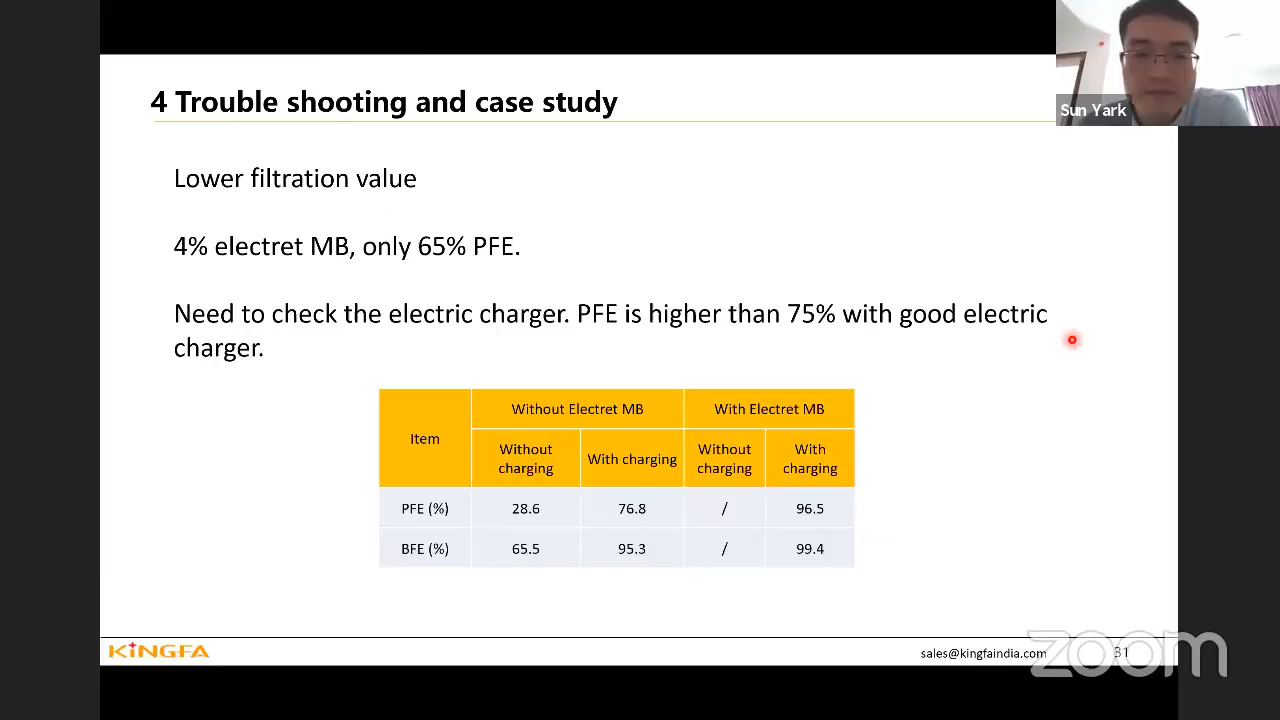 4 Trouble shooting and case study
Sun Yark
Lower filtration value
4% electret MB, only 65% PFE.
Need to check the electric charger. PFE is higher than 75% with good electric
charger.
Item
Without Electret MB
With Electret MB
Without
charging
With charging
Without
charging
With
charging
PFE (%)
28.6
76.8
/
96.5
BFE (%)
65.5
95.3
/
99.4
KINGFA
sales@kingfaindia.com
31
zoom